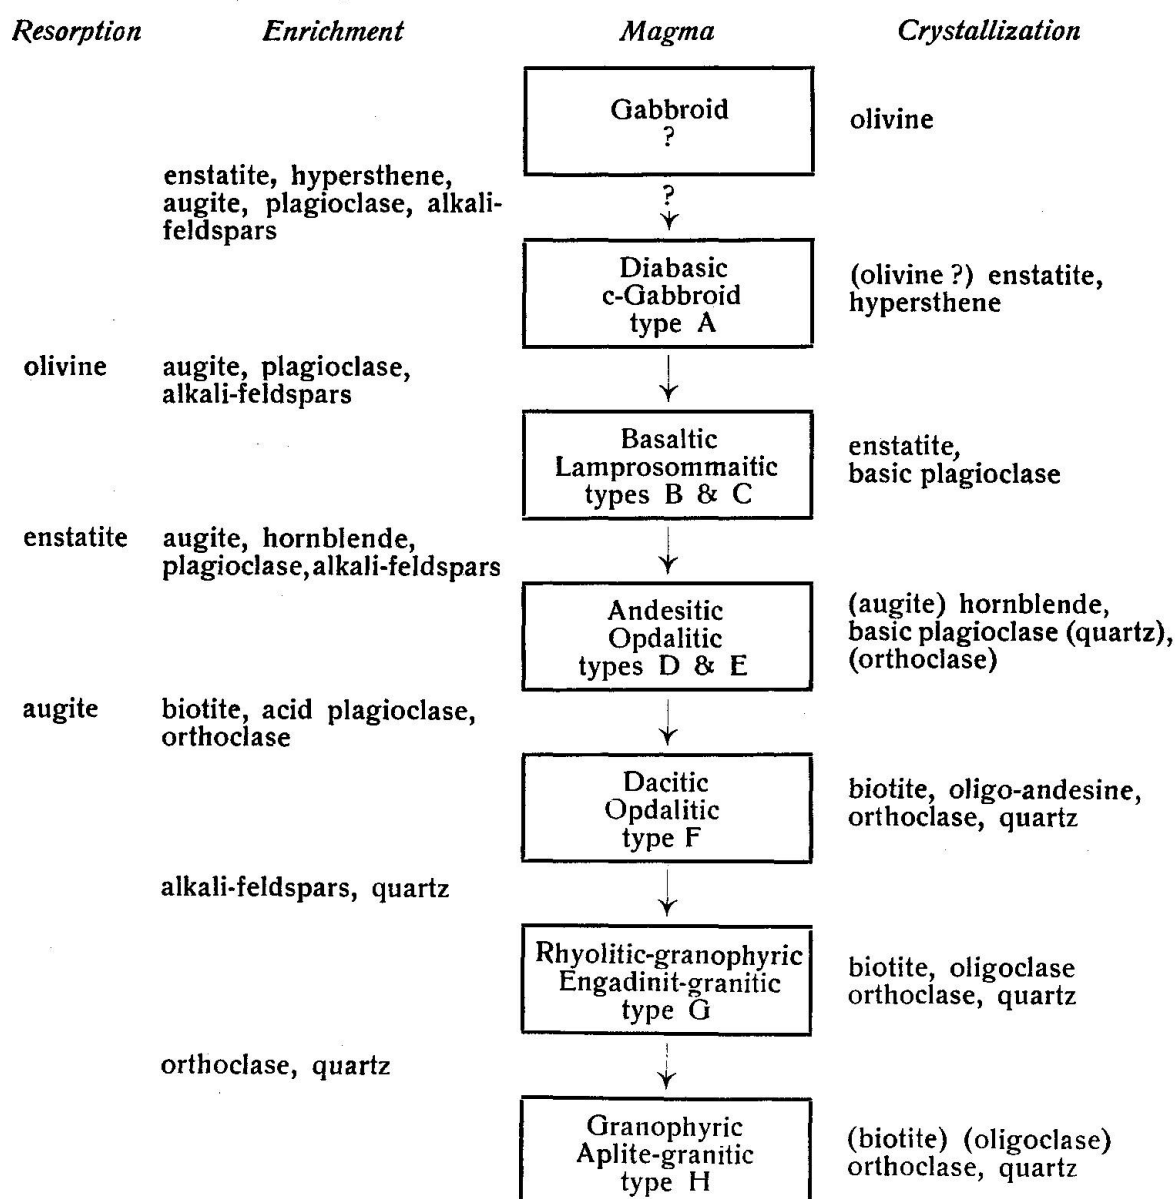 Resorption Enrichment Magma Crystallization
Gabbroid
?
olivine
enstatite, hypersthene,
augite, plagioclase, alkali-
feldspars
?
Diabasic
c-Gabbroid
type A
(olivine ?) enstatite,
hypersthene
olivine
augite, plagioclase,
alkali-feldspars
Basaltic
Lamprosommaitic
types B & C
enstatite,
basic plagioclase
enstatite
augite, hornblende,
plagioclase, alkali-feldspars
Andesitic
Opdalitic
types D & E
(augite) hornblende,
basic plagioclase (quartz),
(orthoclase)
augite
biotite, acid plagioclase,
orthoclase
Dacitic
Opdalitic
type F
biotite, oligo-andesine,
orthoclase, quartz
alkali-feldspars, quartz
Rhyolitic-granophyric
Engadinit-granitic
type G
biotite, oligoclase
orthoclase, quartz
orthoclase, quartz
Granophyric
Aplite-granitic
type H
(biotite) (oligoclase)
orthoclase, quartz